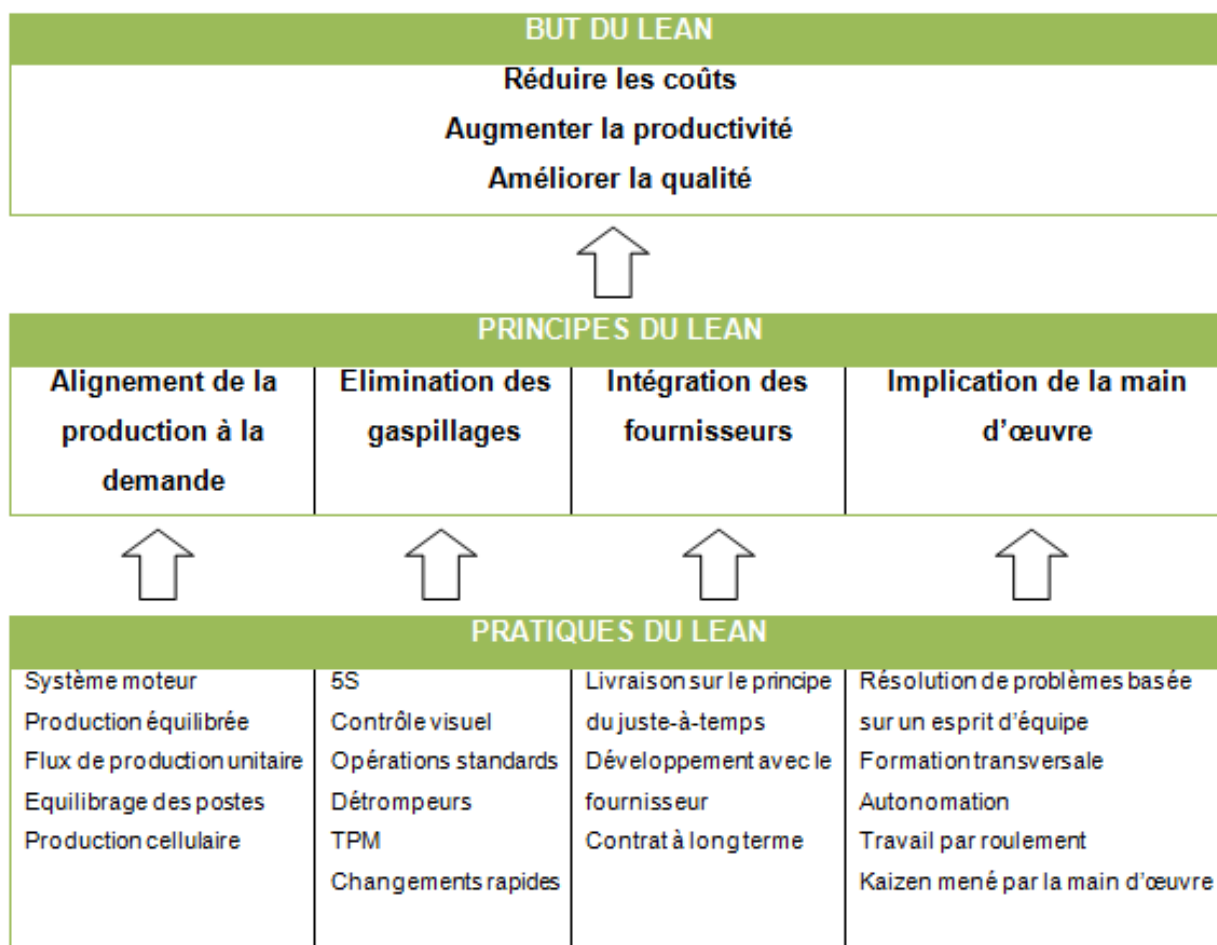 BUT DU LEAN
Réduire les coûts
Augmenter la productivité
Améliorer la qualité
PRINCIPES DU LEAN
Alignement de la
production à la
demande
Elimination des
gaspillages
Intégration des
fournisseurs
Implication de la main
d'œuvre
PRATIQUES DU LEAN
Système moteur
Production équilibrée
Flux de production unitaire
Equilibrage des postes
Production cellulaire
5S
Contrôle visuel
Opérations standards
Détrompeurs
TPM
Changements rapides
Livraison sur le principe
du juste-à-temps
Développement avec le
fournisseur
Contrat à long terme
Résolution de problèmes basée
sur un esprit d'équipe
Formation transversale
Autonomation
Travail par roulement
Kaizen mené par la main d'œuvre